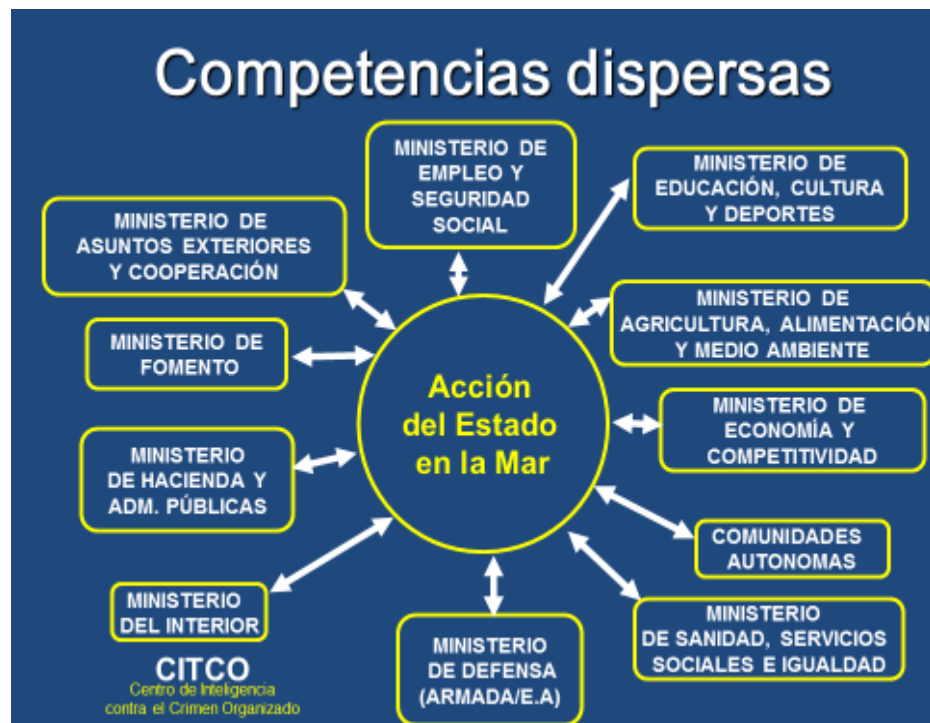 Competencias dispersas
MINISTERIO DE
EMPLEO Y
SEGURIDAD
SOCIAL
MINISTERIO DE
EDUCACIÓN, CULTURA
Y DEPORTES
MINISTERIO DE
ASUNTOS EXTERIORES
Y COOPERACIÓN
MINISTERIO DE
AGRICULTURA, ALIMENTACIÓN
Y MEDIO AMBIENTE
MINISTERIO DE
FOMENTO
Acción
del Estado
en la Mar
MINISTERIO DE
ECONOMÍA Y
COMPETITIVIDAD
MINISTERIO
DE HACIENDA Y
ADM. PÚBLICAS
COMUNIDADES
AUTONOMAS
MINISTERIO
DEL INTERIOR
MINISTERIO
DE SANIDAD, SERVICIOS
SOCIALES E IGUALDAD
MINISTERIO
DE DEFENSA
(ARMADA/E.A)
CITCO
Centro de Inteligencia
contra el Crimen Organizado